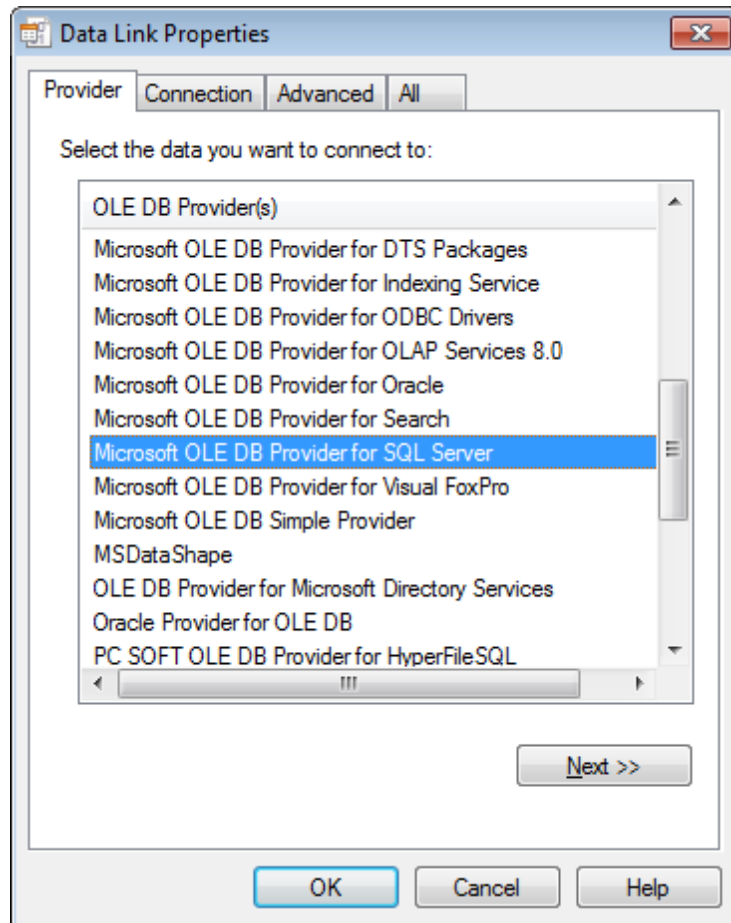 Data Link Properties
Provider Connection Advanced All
Select the data you want to connect to:
OLE DB Provider(s)
Microsoft OLE DB Provider for DTS Packages
Microsoft OLE DB Provider for Indexing Service
Microsoft OLE DB Provider for ODBC Drivers
Microsoft OLE DB Provider for OLAP Services 8.0
Microsoft OLE DB Provider for Oracle
Microsoft OLE DB Provider for Search
Microsoft OLE DB Provider for SQL Server
Microsoft OLE DB Provider for Visual FoxPro
Microsoft OLE DB Simple Provider
MSDataShape
OLE DB Provider for Microsoft Directory Services
Oracle Provider for OLE DB
PC SOFT OLE DB Provider for HyperFileSQL
Next >>
OK Cancel Help